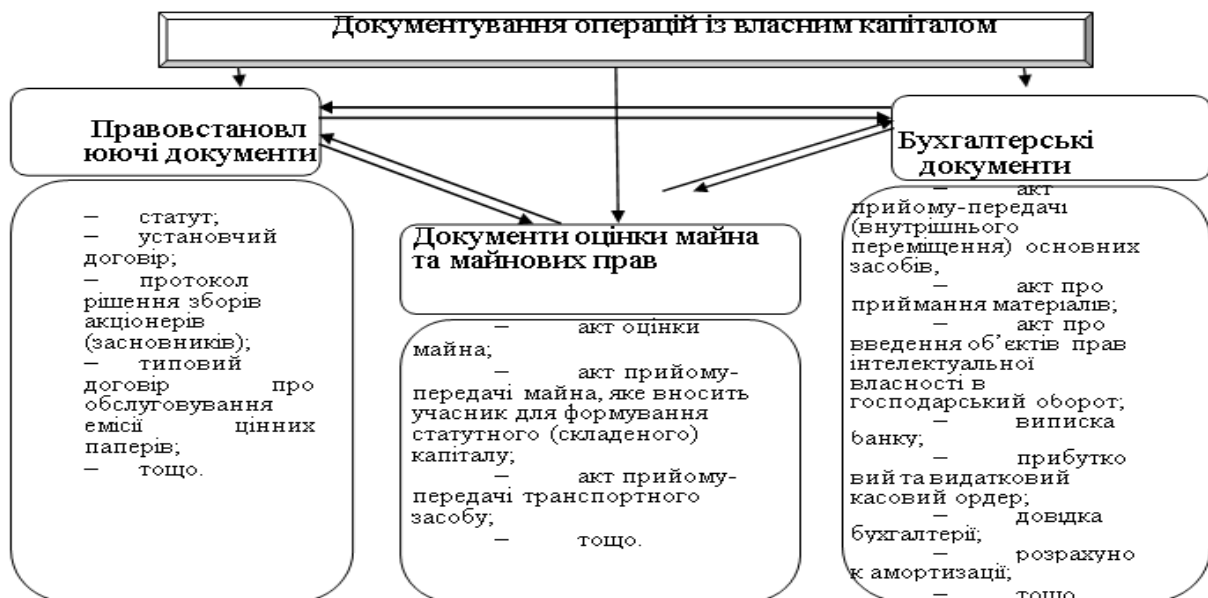 Документування операцій із власним капіталом
Правовстановл
юючі документи
– статут;
– установчий
договір;
– протокол
рішення зборів
акціонерів
(засновників);
– типовий
договір про
обслуговування
емісії цінних
паперів;
– тощо.
Документи оцінки майна
та майнових прав
– акт оцінки
майна;
– акт прийому-
передачі майна, яке вносить
учасник для формування
статутного (складеного)
капіталу;
– акт прийому-
передачі транспортного
засобу;
– тощо.
Бухгалтерські
документи
– акт
прийому-передачі
(внутрішнього
переміщення) основних
засобів,
– акт про
приймання матеріалів;
– акт про
введення об’єктів прав
інтелектуальної
власності в
господарський оборот;
– виписка
банку;
– прибутко
вий та видатковий
касовий ордер;
– довідка
бухгалтерії;
– розрахуно
к амортизації;
– тощо